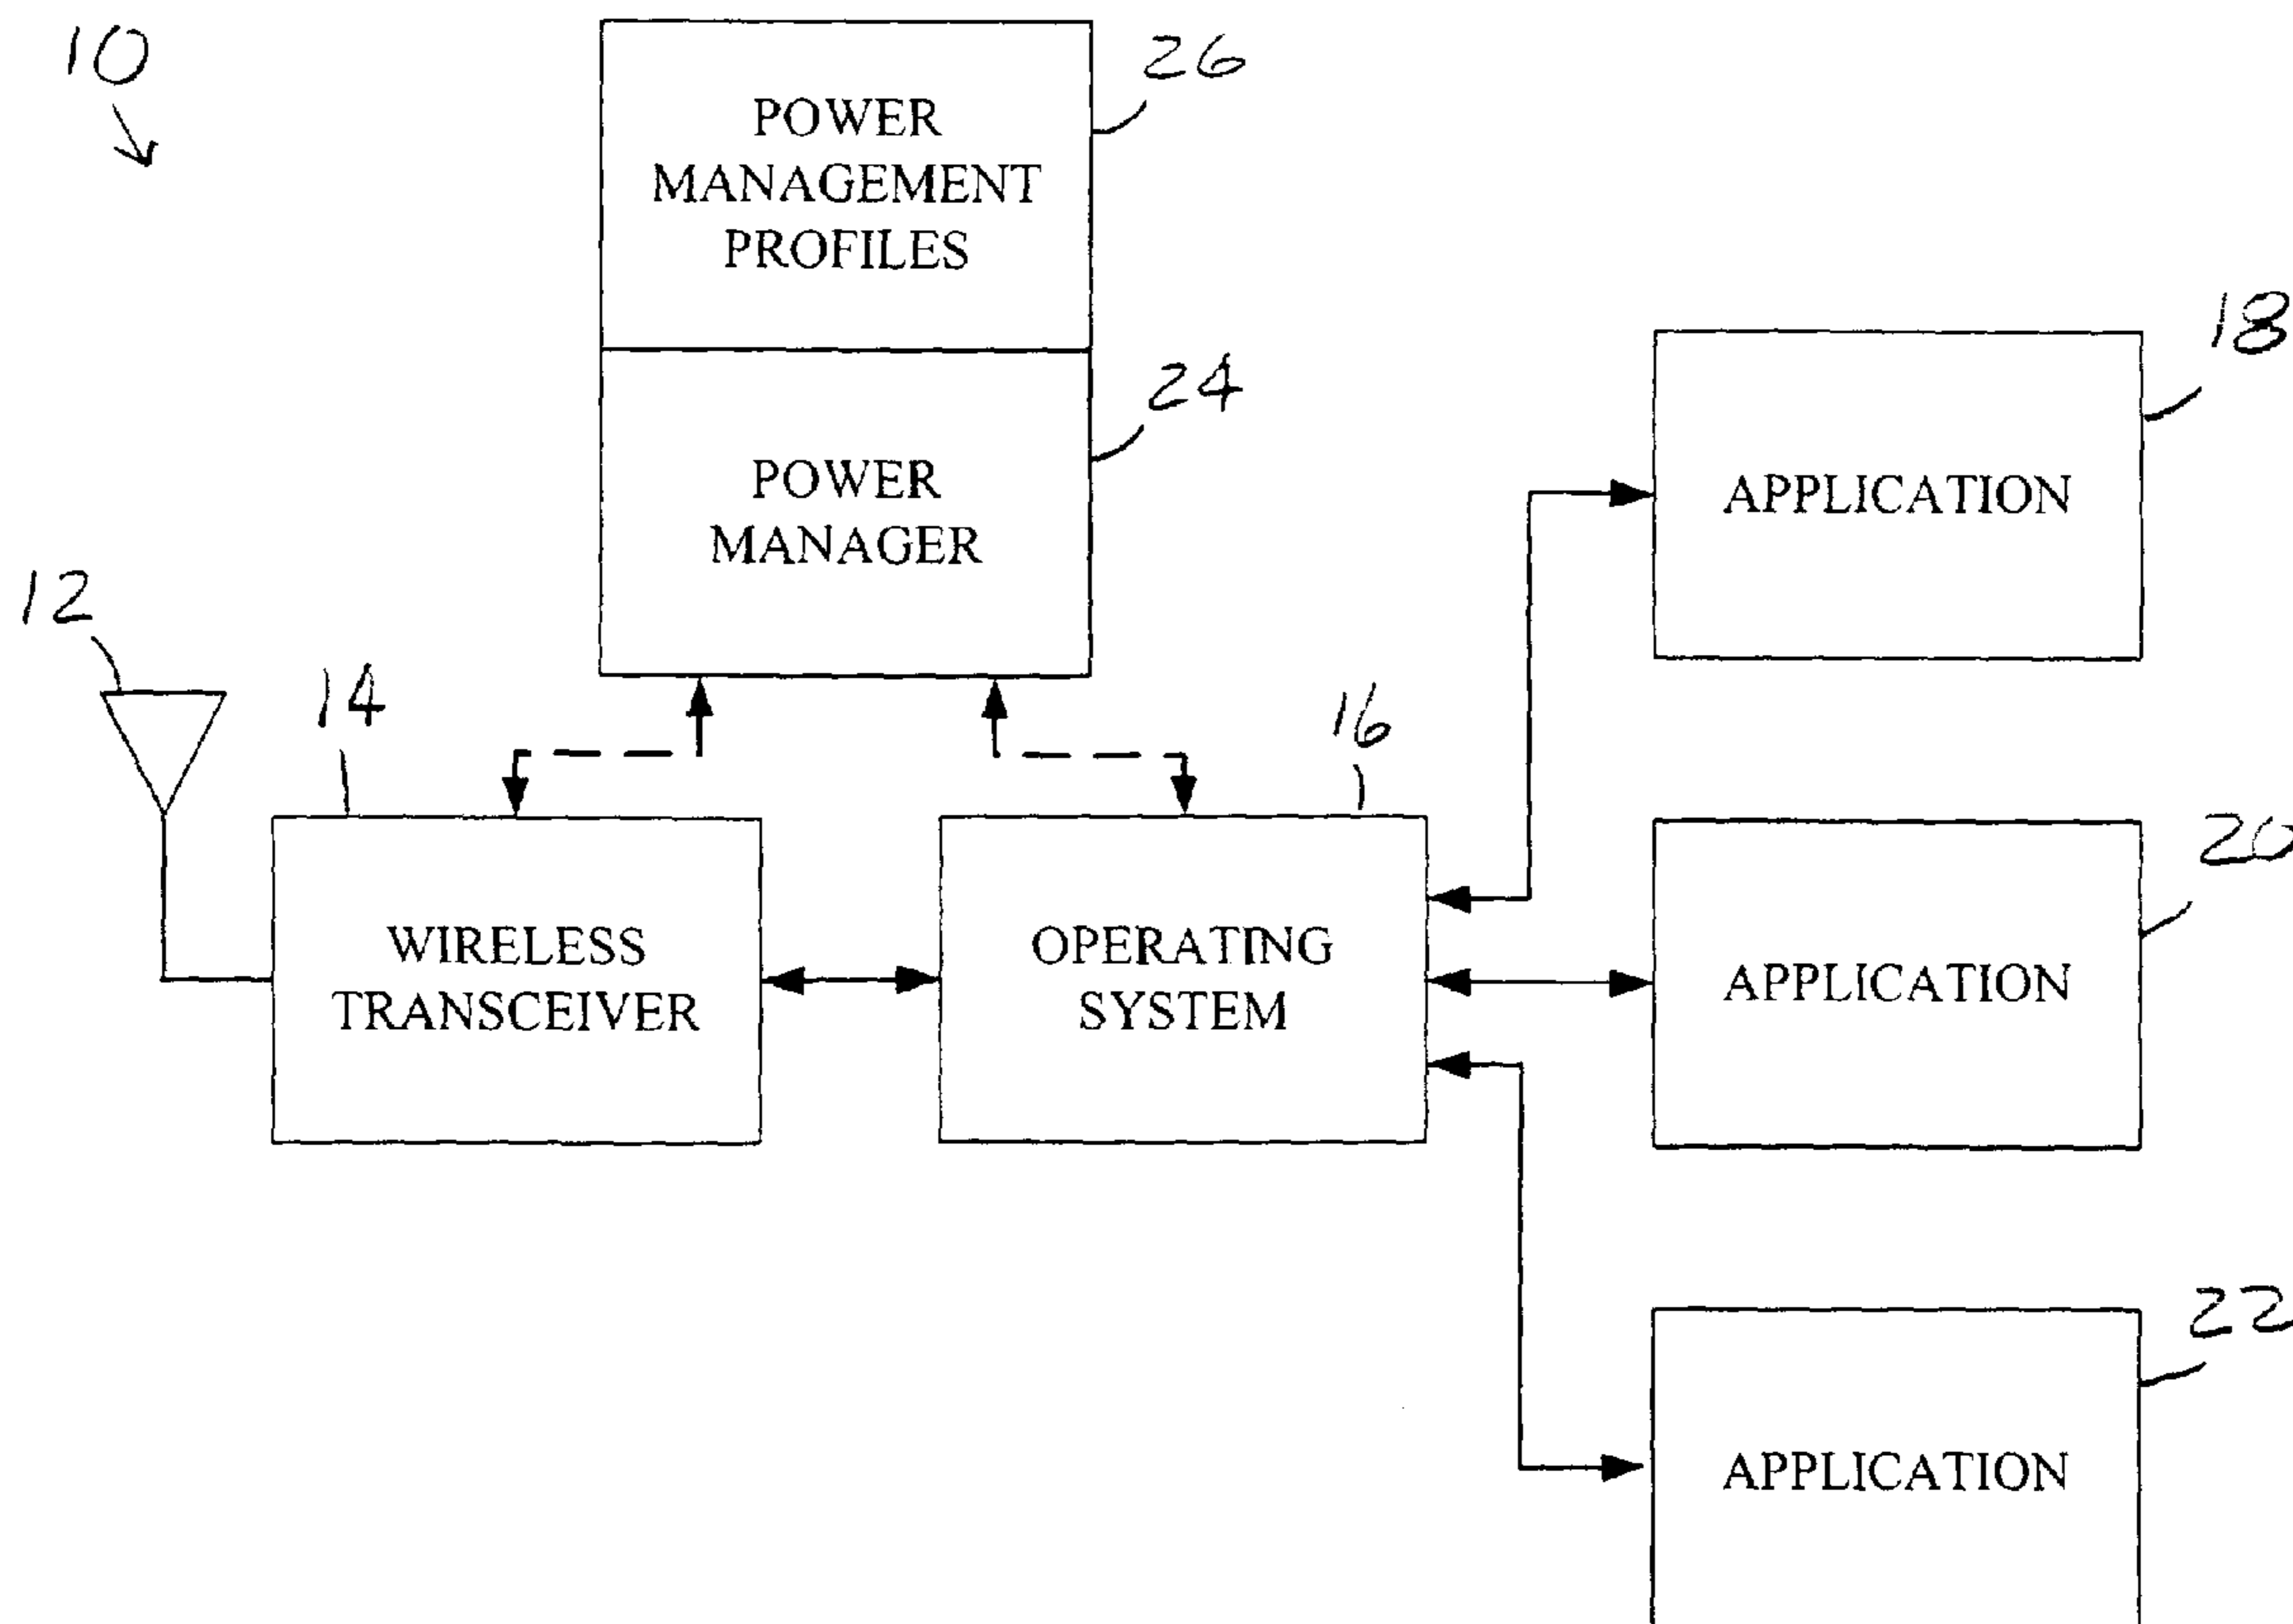 10
26
POWER
MANAGEMENT
PROFILES
18
24
POWER
MANAGER
APPLICATION
12
14
16
20
WIRELESS
TRANSCEIVER
OPERATING
SYSTEM
APPLICATION
22
APPLICATION